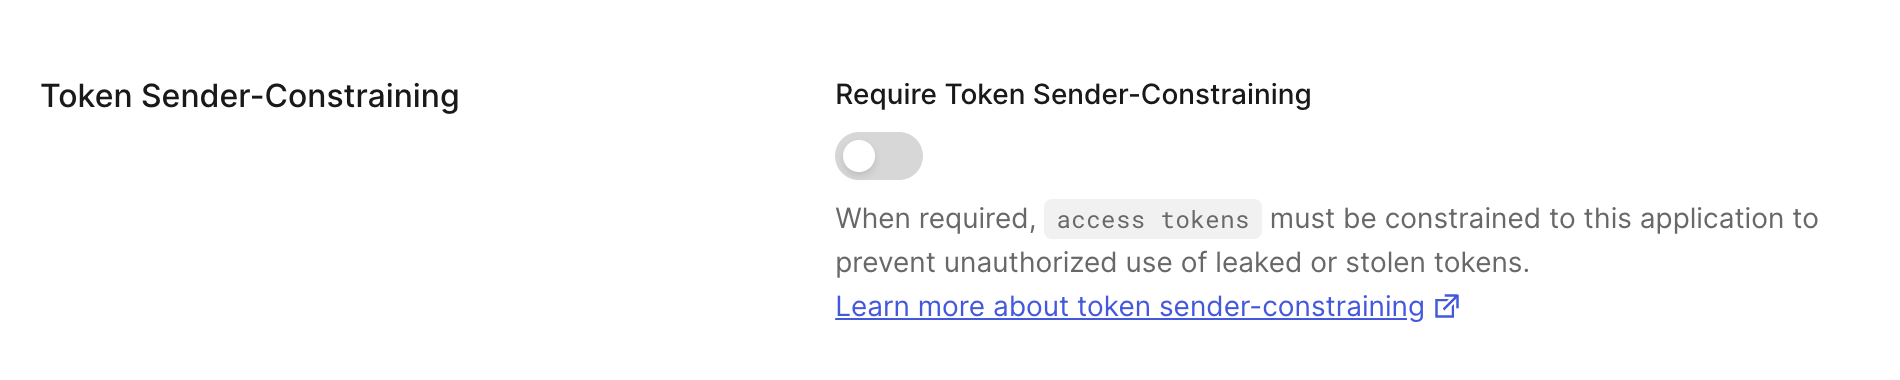 Token Sender-Constraining
Require Token Sender-Constraining
When required, access tokens must be constrained to this application to
prevent unauthorized use of leaked or stolen tokens.
Learn more about token sender-constraining